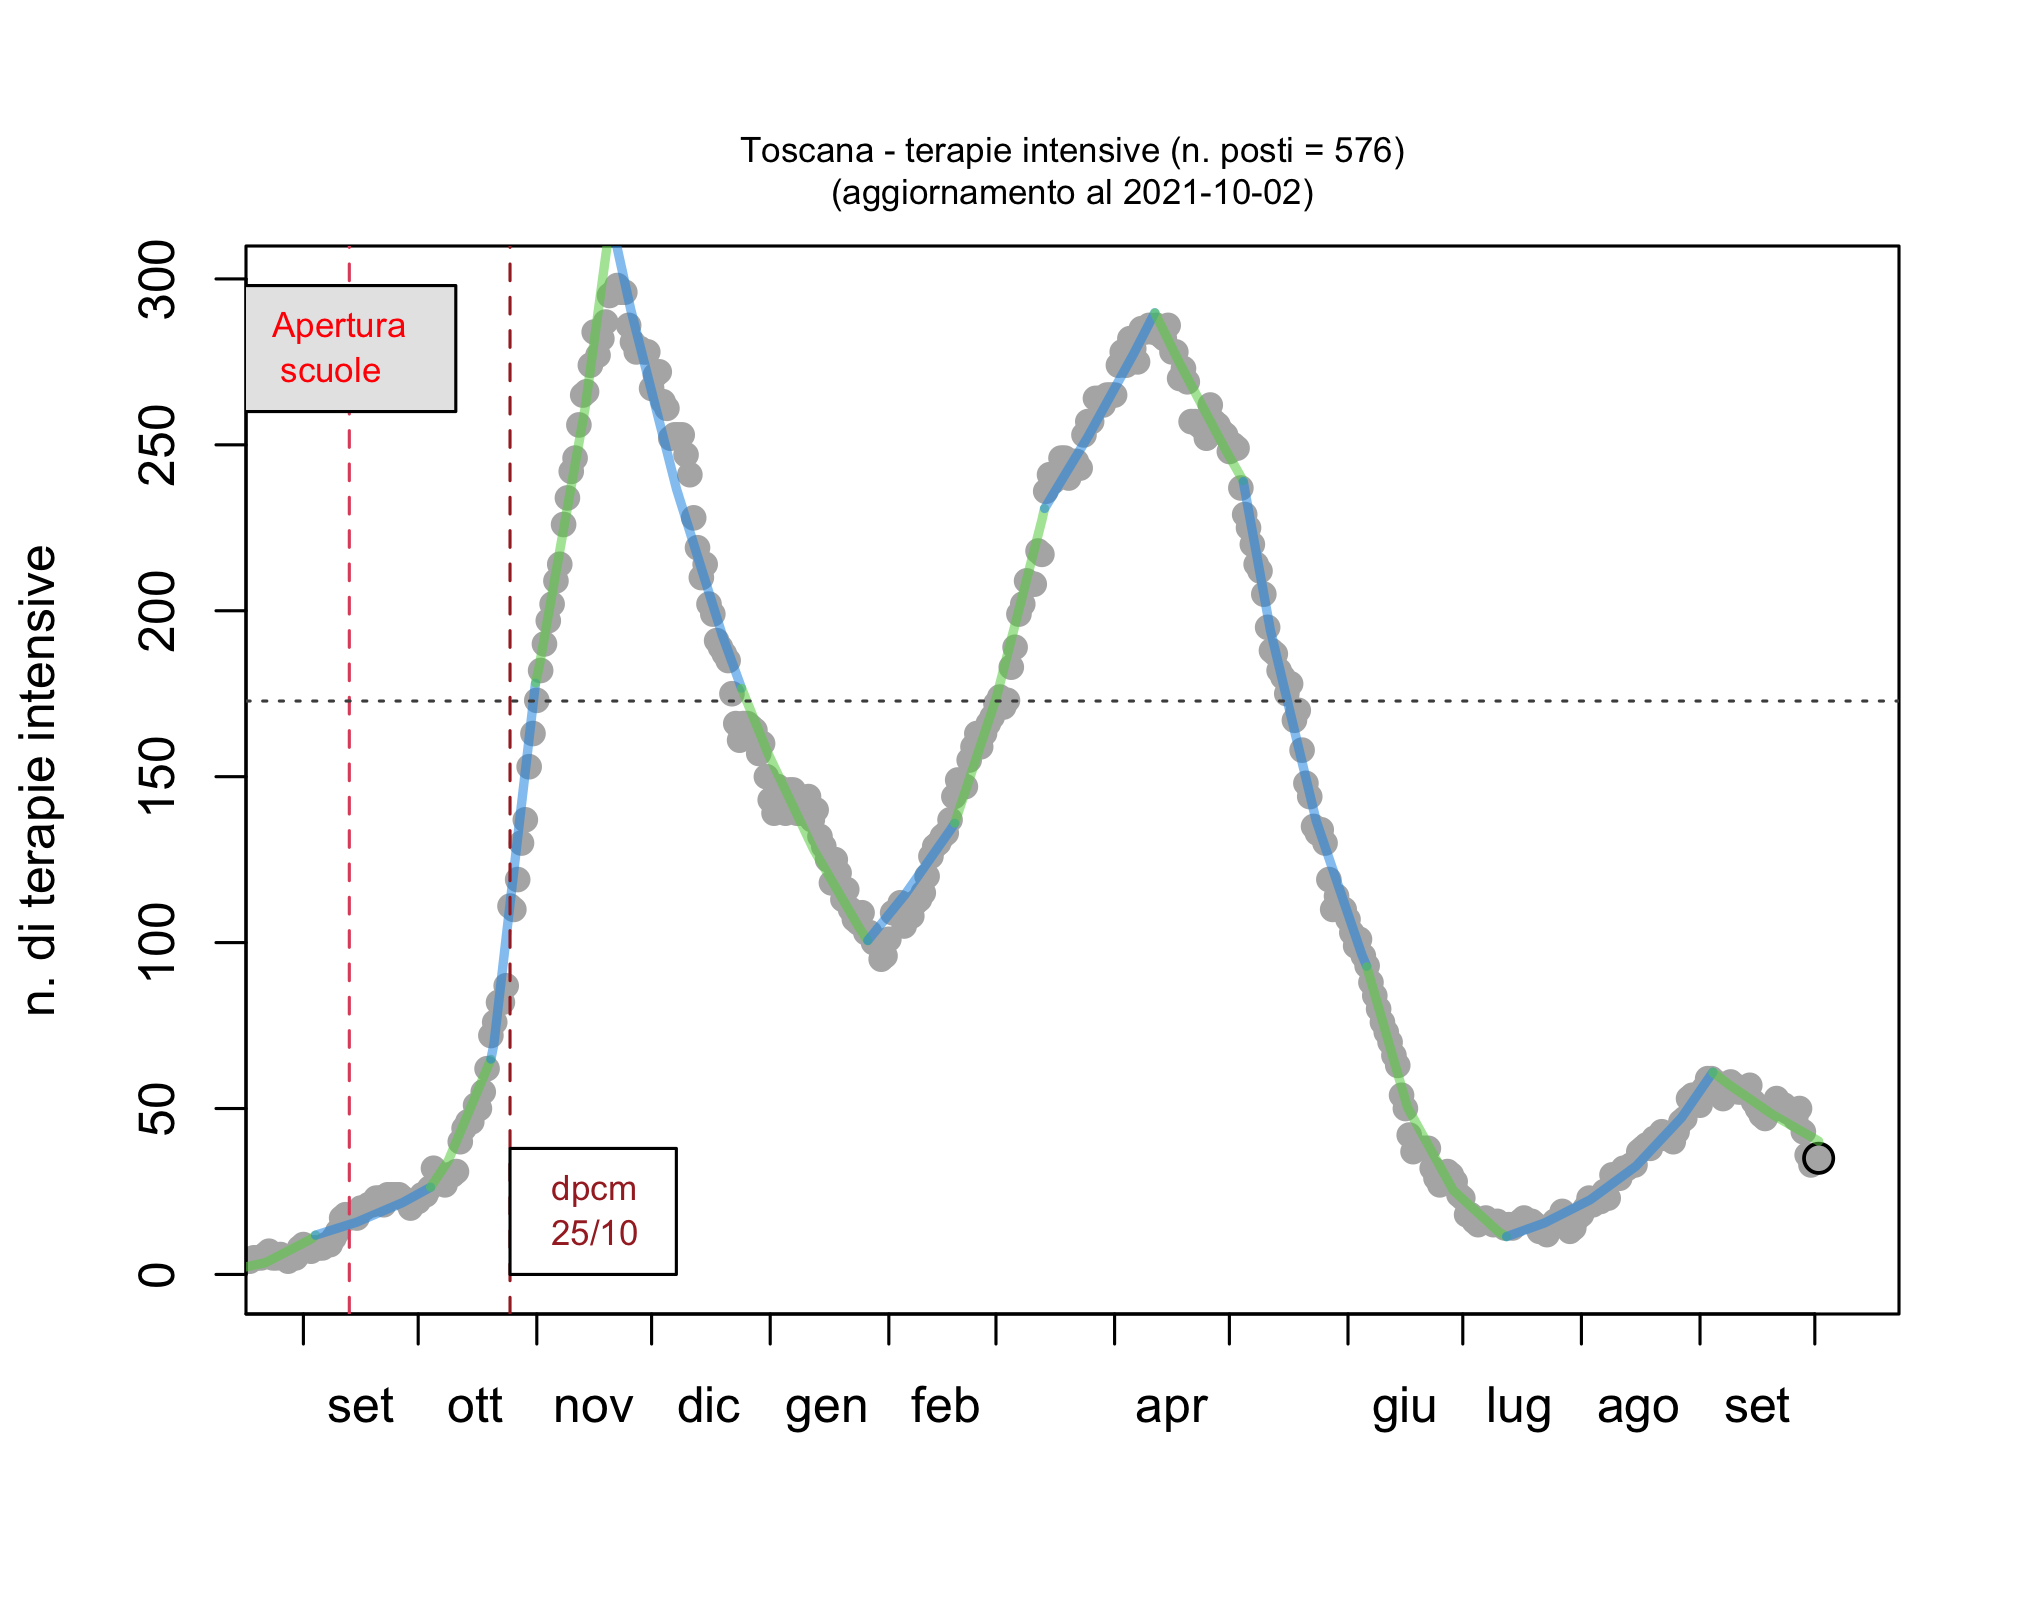 Toscana - terapie intensive (n. posti = 576)
(aggiornamento al 2021-10-02)
n. di terapie intensive
300
250
200
150
100
50
0
Apertura
scuole
dpcm
25/10
set ott nov dic gen feb apr giu lug ago set